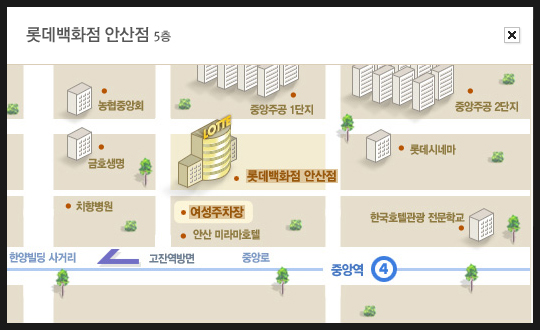 롯데백화점 안산점 5층
농협중앙회
중앙주공 1단지
중앙주공 2단지
LOTTE
금호생명
롯데시네마
롯데백화점 안산점
치향병원
여성주차장
한국호텔관광 전문학교
안산 미라마호텔
한양빌딩 사거리
고잔역방면
중앙로
중앙역 4